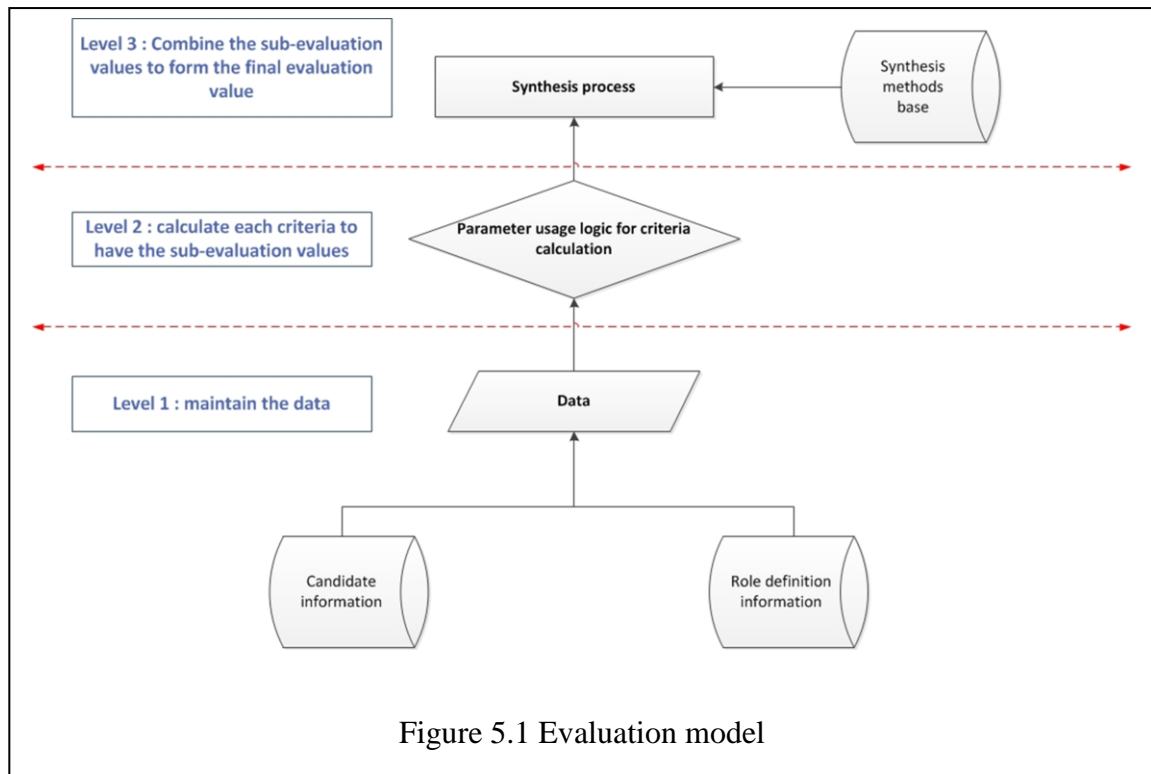 Level 3 : Combine the sub-evaluation
values to form the final evaluation
value
Synthesis process
Synthesis
methods
base
Level 2 : calculate each criteria to
have the sub-evaluation values
Parameter usage logic for criteria
calculation
Level 1 : maintain the data
Data
Candidate
information
Role definition
information
Figure 5.1 Evaluation model